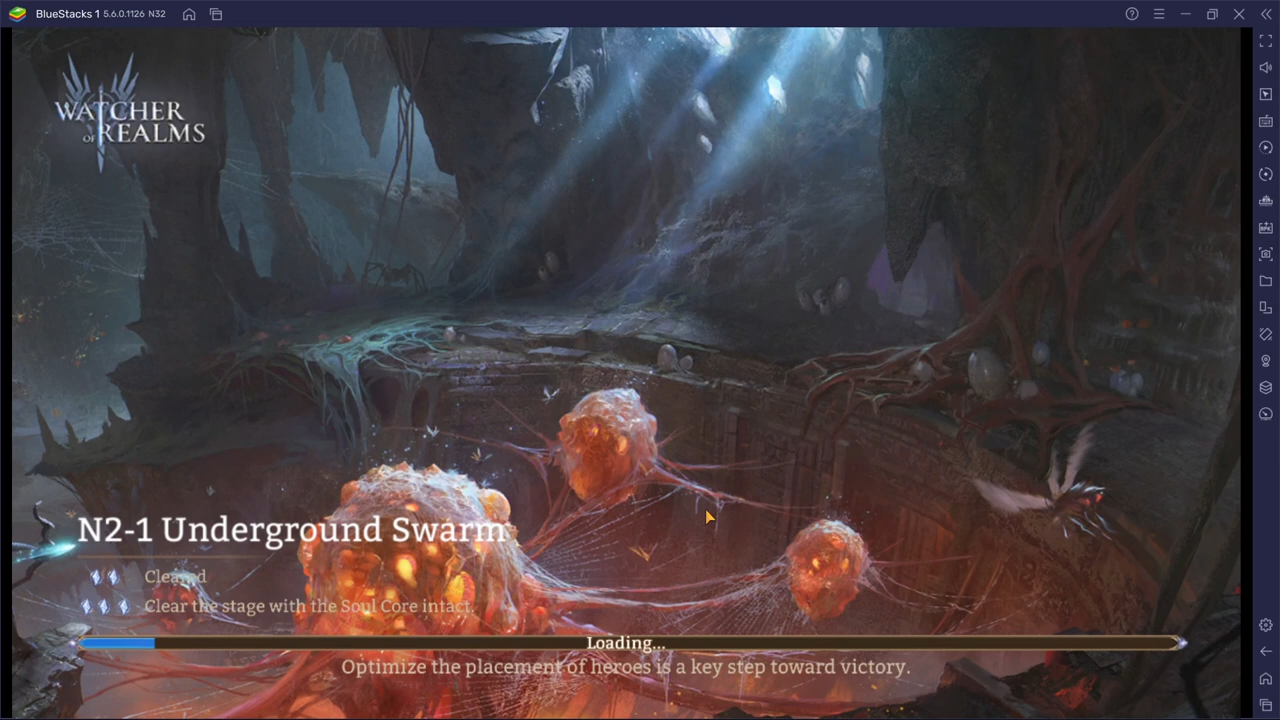 BlueStacks 1 5.6.0.1126 N32
WATCHER
OF REALMS
N2-1 Underground Swarm
Cleared
Clear the stage with the Soul Core intact.
Loading...
Optimize the placement of heroes is a key step toward victory.